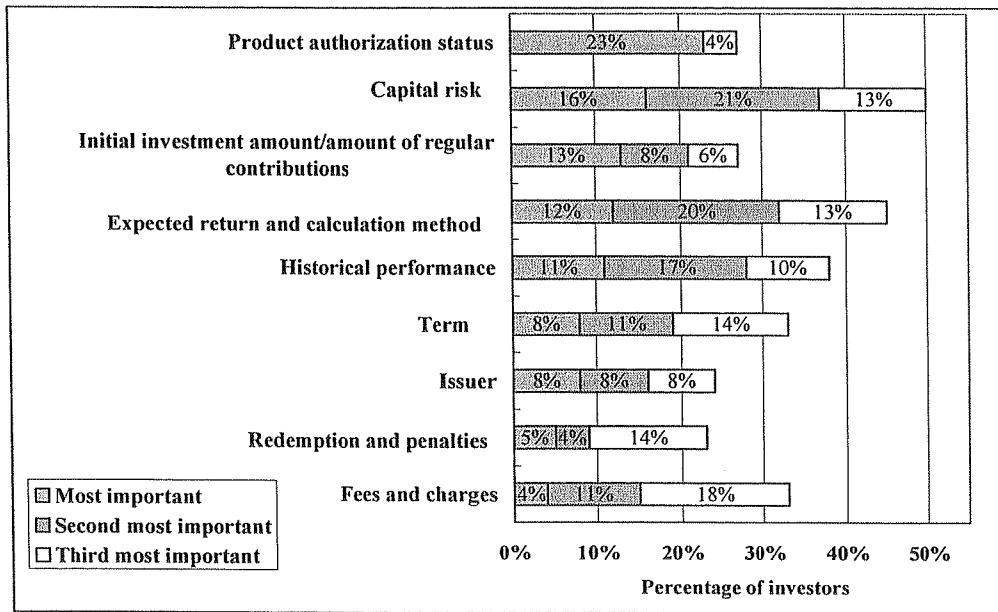 Product authorization status
23% 4%
Capital risk
16% 21% 13%
Initial investment amount/amount of regular
contributions
13% 8% 6%
Expected return and calculation method
12% 20% 13%
Historical performance
11% 17% 10%
Term
8% 11% 14%
Issuer
8% 8% 8%
Redemption and penalties
5% 4% 14%
Fees and charges
4% 11% 18%
Most important
Second most important
Third most important
0% 10% 20% 30% 40% 50%
Percentage of investors